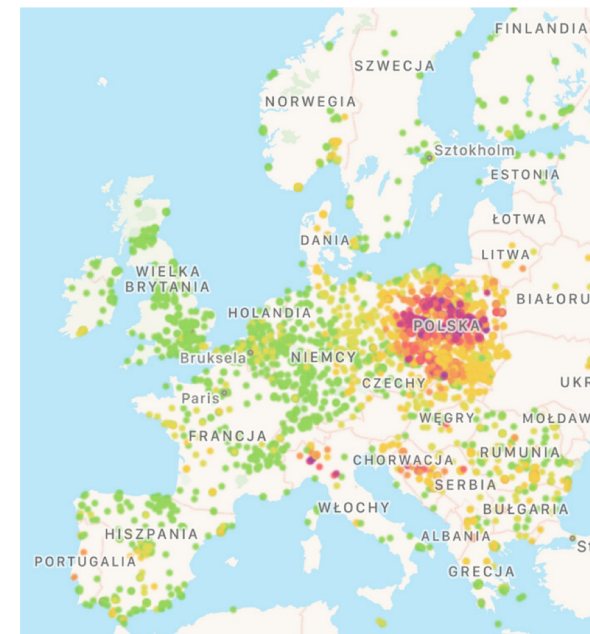 FINLANDIA
SZWECJA
NORWEGIA
Sztokholm
ESTONIA
ŁOTWA
DANIA
LITWA
WIELKA
BRYTANIA
BIAŁORU
HOLANDIA
POLSKA
Bruksela
NIEMCY
CZECHY
UKR
Paris
WĘGRY
MOŁDAW
FRANCJA
CHORWACJA
RUMUNIA
SERBIA
WŁOCHY
BUŁGARIA
HISZPANIA
ALBANIA
St
PORTUGALIA
GRECJA